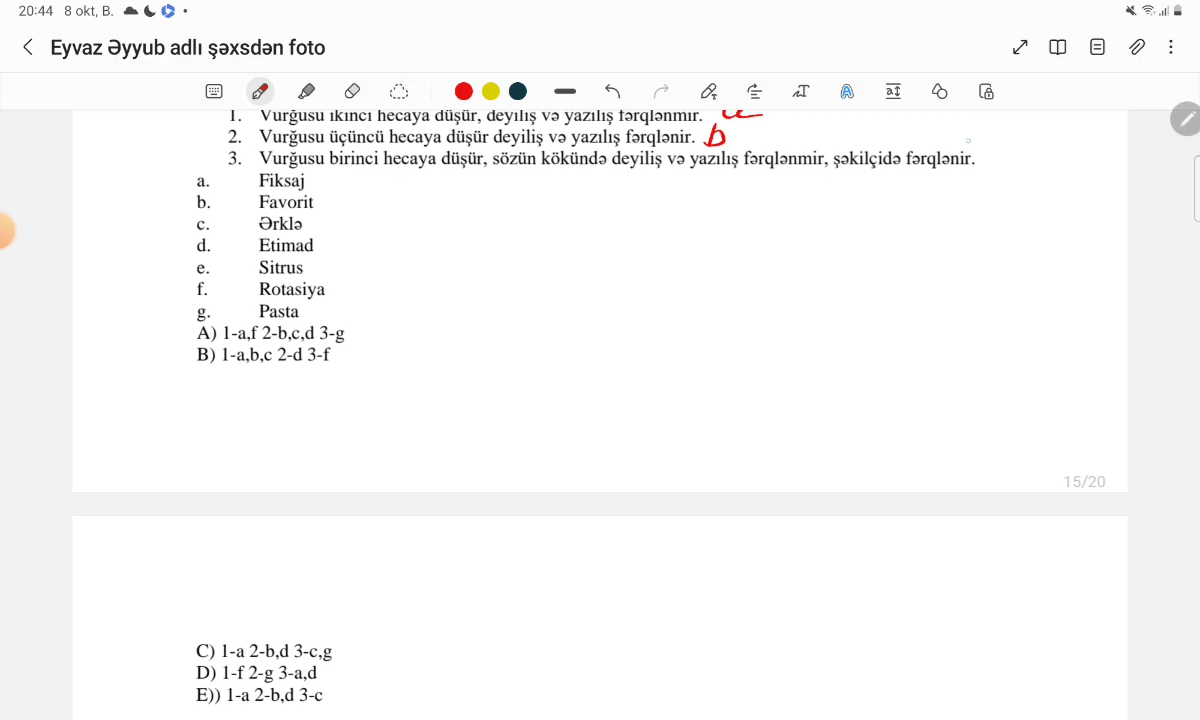 20:44 8 okt, B.
Eyvaz Əyyub adlı şəxsdən foto
1. Vurğusu ikinci hecaya düşür, deyiliş və yazılış fərqlənmir.
2. Vurğusu üçüncü hecaya düşür deyiliş və yazılış fərqlənir. b
3. Vurğusu birinci hecaya düşür, sözün kökündə deyiliş və yazılış fərqlənmir, şəkilçidə fərqlənir.
a. Fiksaj
b. Favorit
c. Ərklə
d. Etimad
e. Sitrus
f. Rotasiya
g. Pasta
A) 1-a,f 2-b,c,d 3-g
B) 1-a,b,c 2-d 3-f
15/20
C) 1-a 2-b,d 3-c,g
D) 1-f 2-g 3-a,d
E)) 1-a 2-b,d 3-c